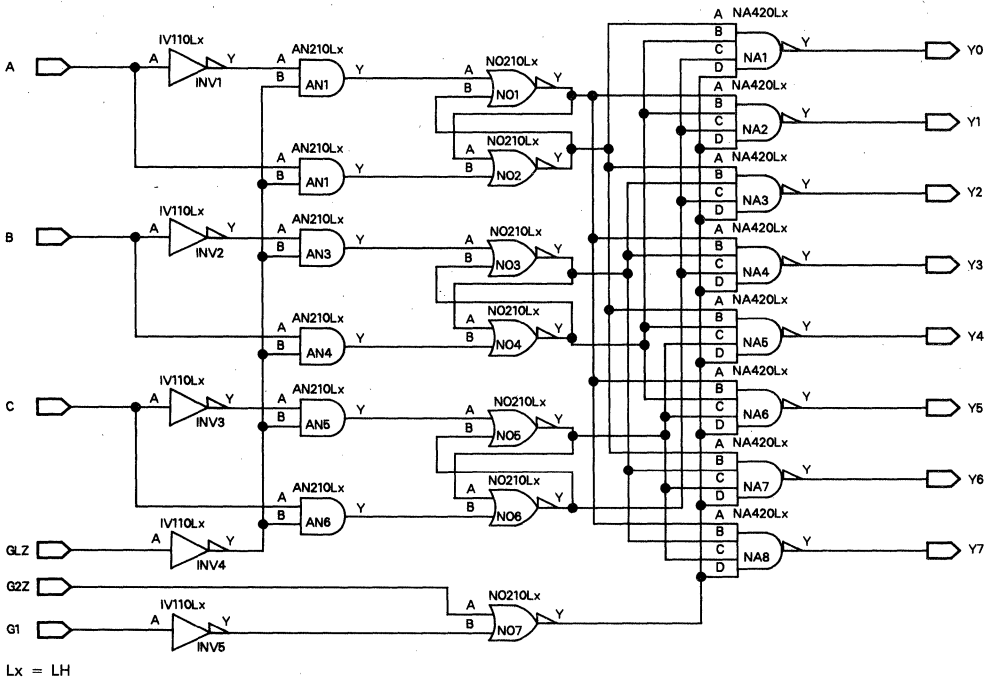 A
IV110Lx
A
Y
INV1
AN210Lx
A
B
AN1
Y
NO210Lx
A
B
NO1
Y
A NA420Lx
B
C
D
NA1
Y
Y0
AN210Lx
A
B
AN1
Y
NO210Lx
A
B
NO2
Y
A NA420Lx
B
C
D
NA2
Y
Y1
A NA420Lx
B
C
D
NA3
Y
Y2
B
IV110Lx
A
Y
INV2
AN210Lx
A
B
AN3
Y
NO210Lx
A
B
NO3
Y
A NA420Lx
B
C
D
NA4
Y
Y3
AN210Lx
A
B
AN4
Y
NO210Lx
A
B
NO4
Y
A NA420Lx
B
C
D
NA5
Y
Y4
C
IV110Lx
A
Y
INV3
AN210Lx
A
B
AN5
Y
NO210Lx
A
B
NO5
Y
A NA420Lx
B
C
D
NA6
Y
Y5
AN210Lx
A
B
AN6
Y
NO210Lx
A
B
NO6
Y
A NA420Lx
B
C
D
NA7
Y
Y6
GLZ
IV110Lx
A
Y
INV4
A NA420Lx
B
C
D
NA8
Y
Y7
G2Z
G1
IV110Lx
A
Y
INV5
NO210Lx
A
B
NO7
Y
Lx = LH